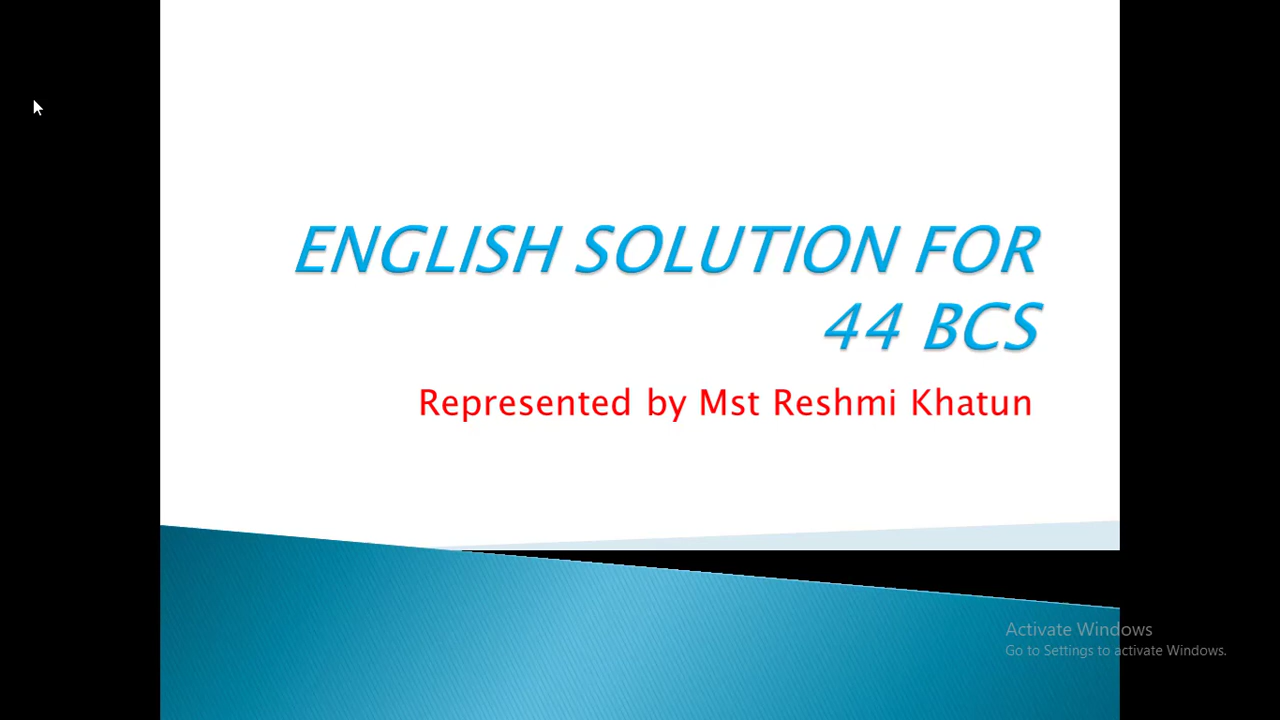 ENGLISH SOLUTION FOR
44 BCS
Represented by Mst Reshmi Khatun
Activate Windows
Go to Settings to activate Windows.